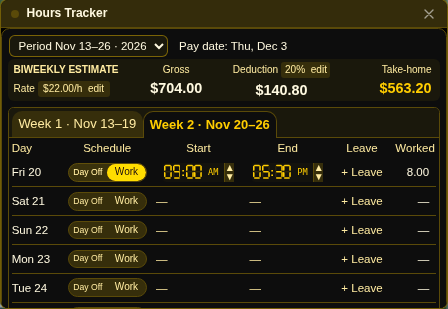 Hours Tracker
Period Nov 13–26 · 2026 Pay date: Thu, Dec 3
BIWEEKLY ESTIMATE Gross Deduction 20% edit Take-home
Rate $22.00/h edit $704.00 $140.80 $563.20
Week 1 · Nov 13–19 Week 2 · Nov 20–26
Day Schedule Start End Leave Worked
Fri 20 Day Off Work 09:00 AM 05:30 PM + Leave 8.00
Sat 21 Day Off Work — — + Leave —
Sun 22 Day Off Work — — + Leave —
Mon 23 Day Off Work — — + Leave —
Tue 24 Day Off Work — — + Leave —